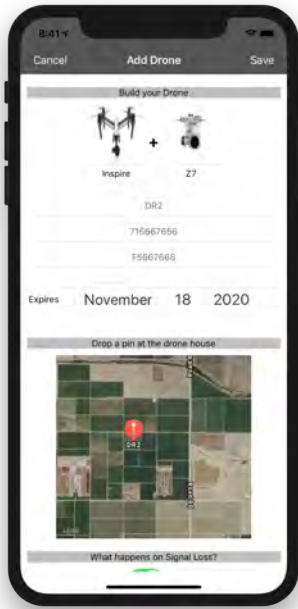 8:41
Cancel Add Drone Save
Build your Drone
+
Inspire Z7
DR2
716667656
F5667668
Expires November 18 2020
Drop a pin at the drone house
DR2
What happens on Signal Loss?